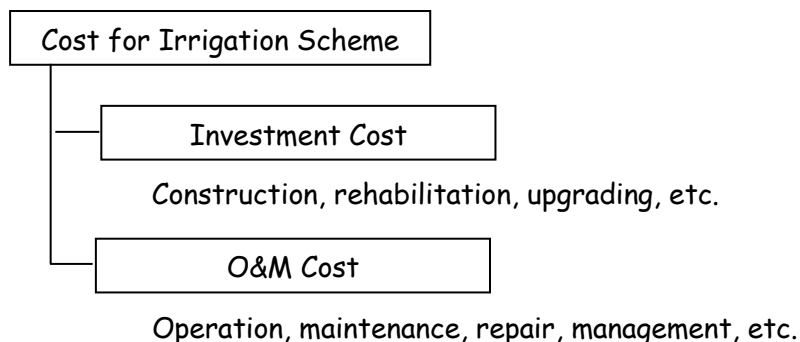 Cost for Irrigation Scheme
Investment Cost
Construction, rehabilitation, upgrading, etc.
O&M Cost
Operation, maintenance, repair, management, etc.